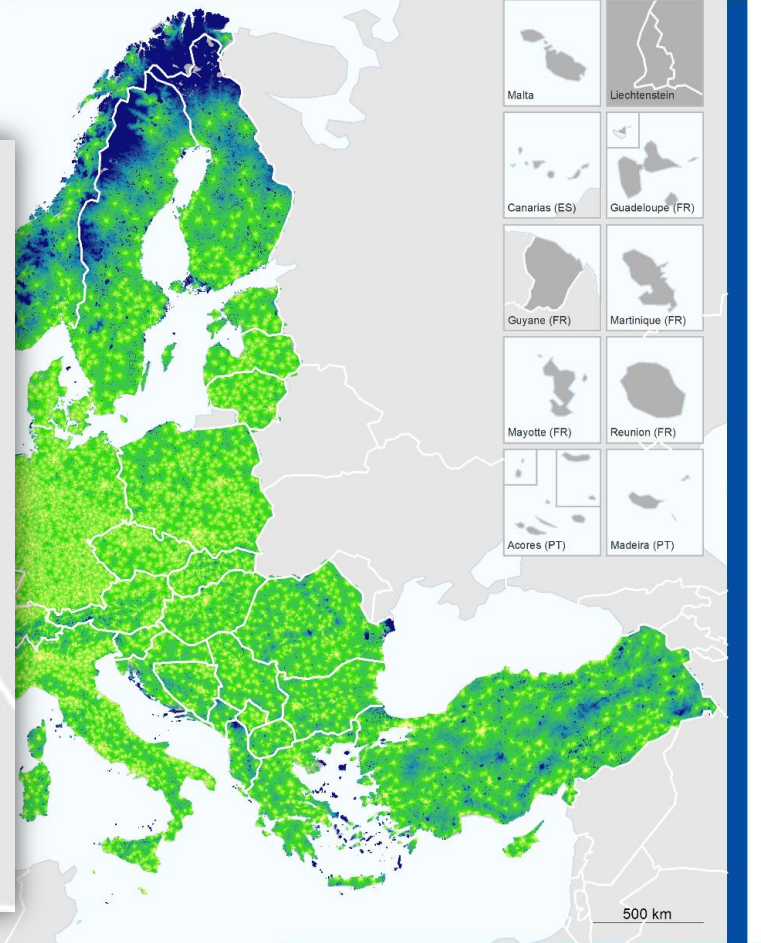 Malta
Liechtenstein
Canarias (ES)
Guadeloupe (FR)
Guyane (FR)
Martinique (FR)
Mayotte (FR)
Reunion (FR)
Acores (PT)
Madeira (PT)
500 km